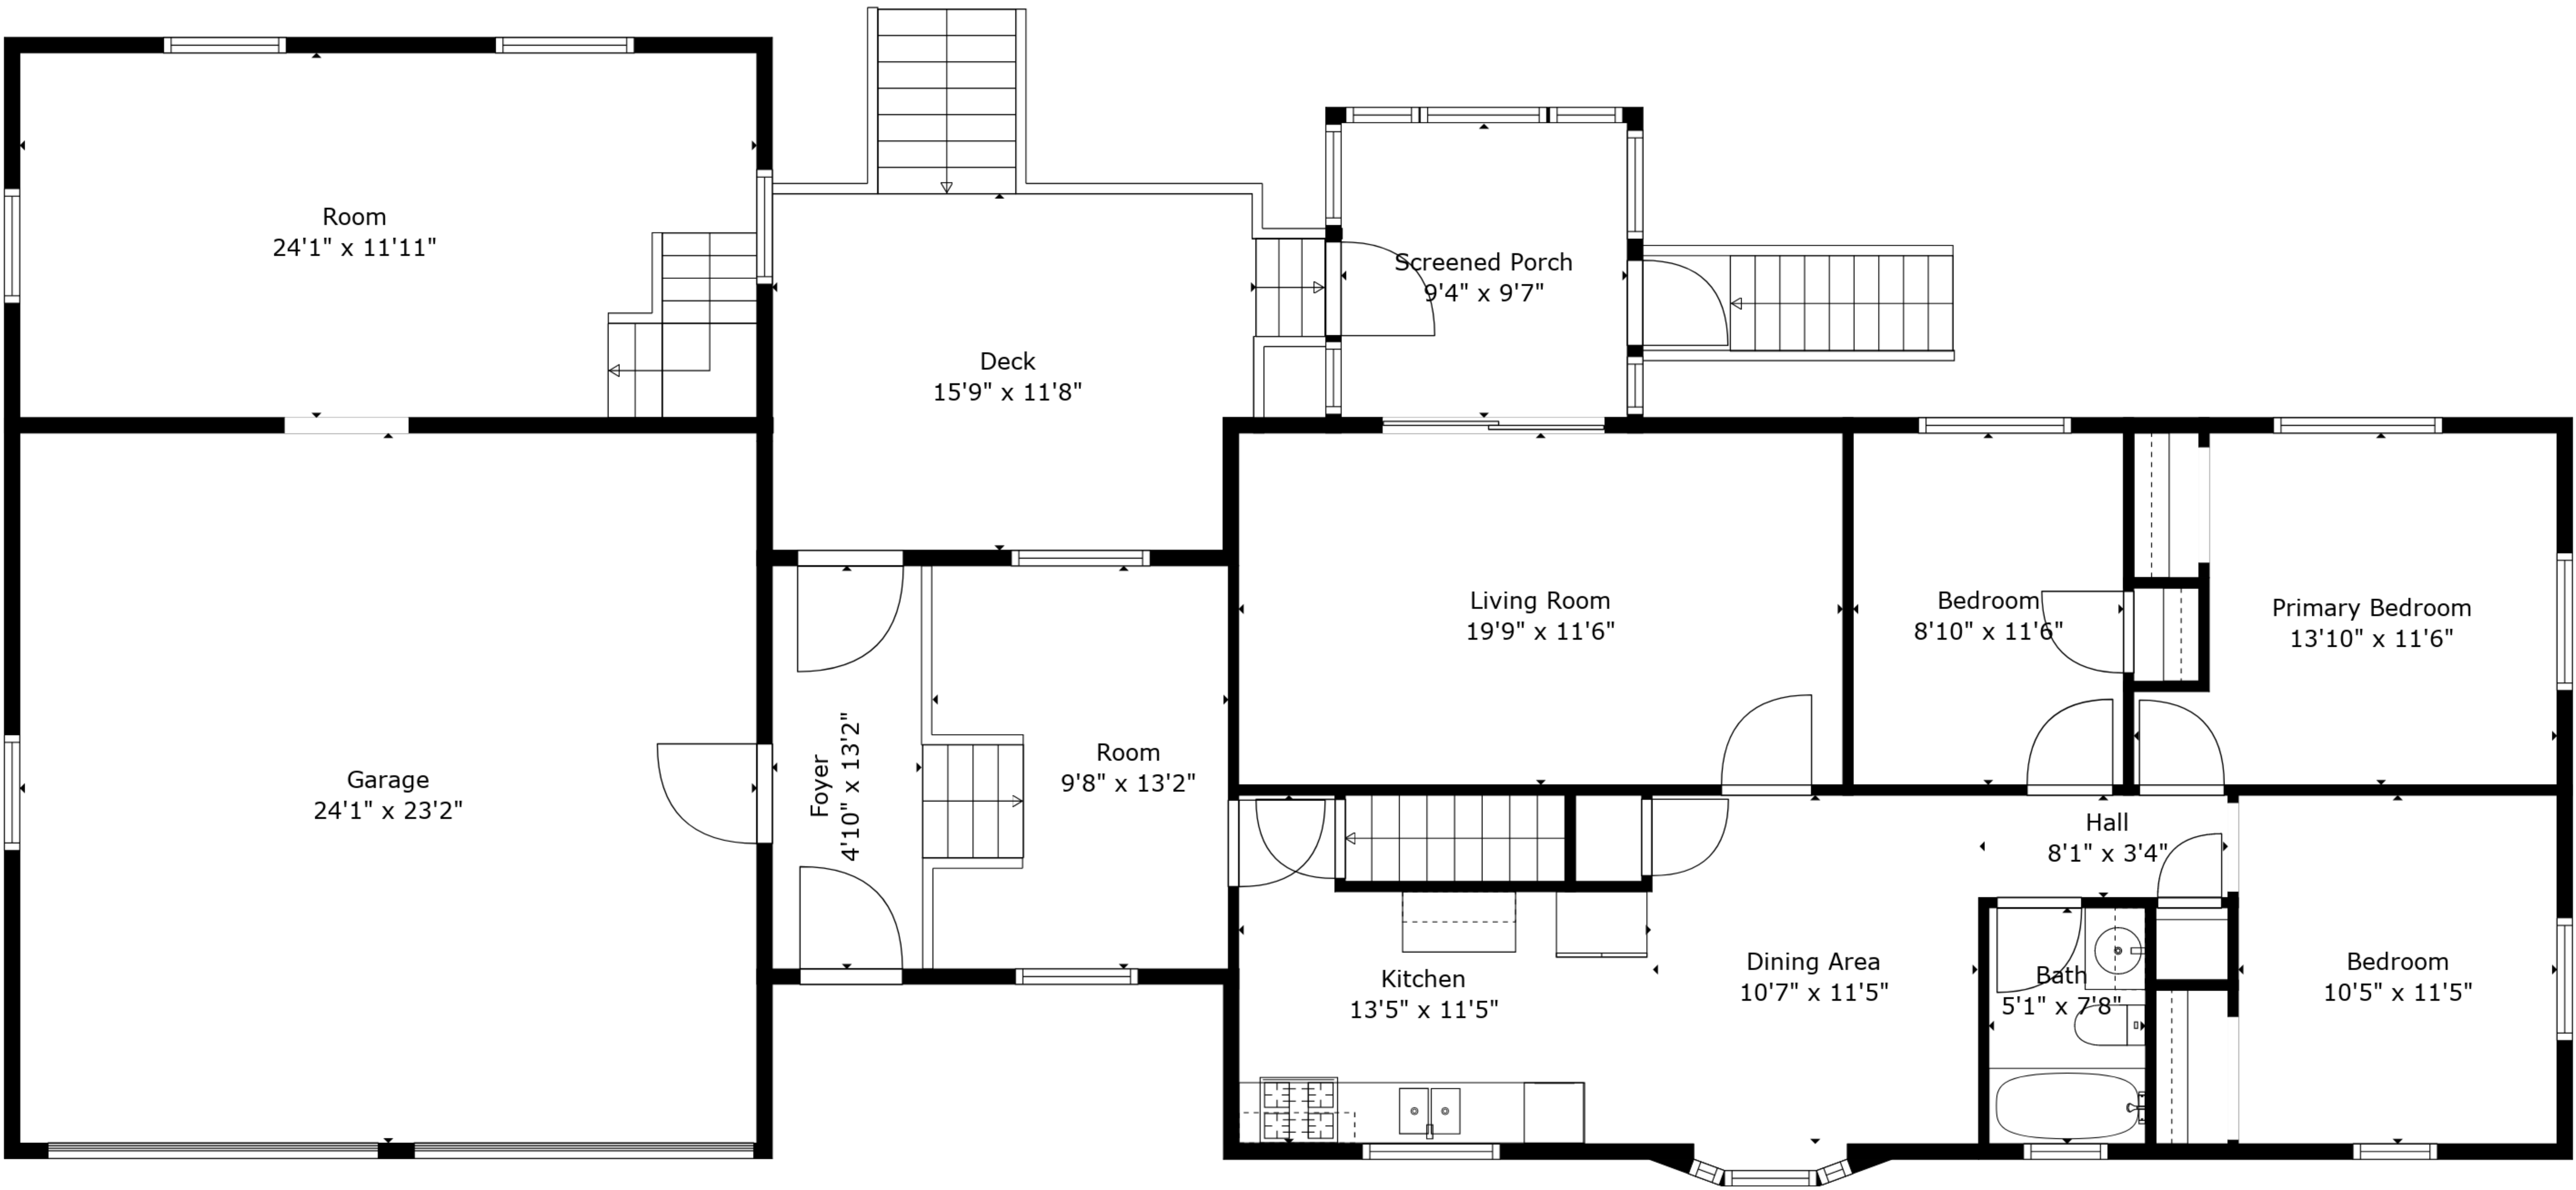 Room
24'1" x 11'11"
Screened Porch
9'4" x 9'7"
Deck
15'9" x 11'8"
Living Room
19'9" x 11'6"
Bedroom
8'10" x 11'6"
Primary Bedroom
13'10" x 11'6"
Garage
24'1" x 23'2"
Foyer
4'10" x 13'2"
Room
9'8" x 13'2"
Hall
8'1" x 3'4"
Kitchen
13'5" x 11'5"
Dining Area
10'7" x 11'5"
Bath
5'1" x 7'8"
Bedroom
10'5" x 11'5"